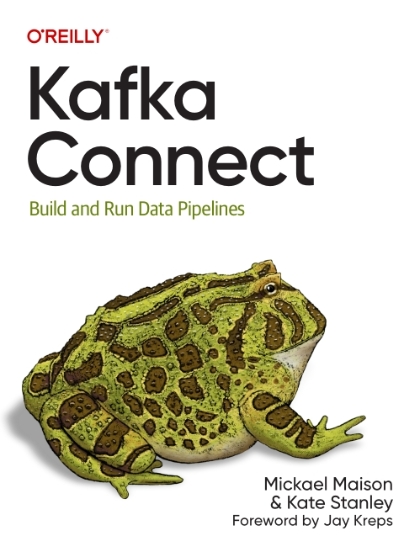 O'REILLY®
Kafka
Connect
Build and Run Data Pipelines
Mickael Maison
& Kate Stanley
Foreword by Jay Kreps